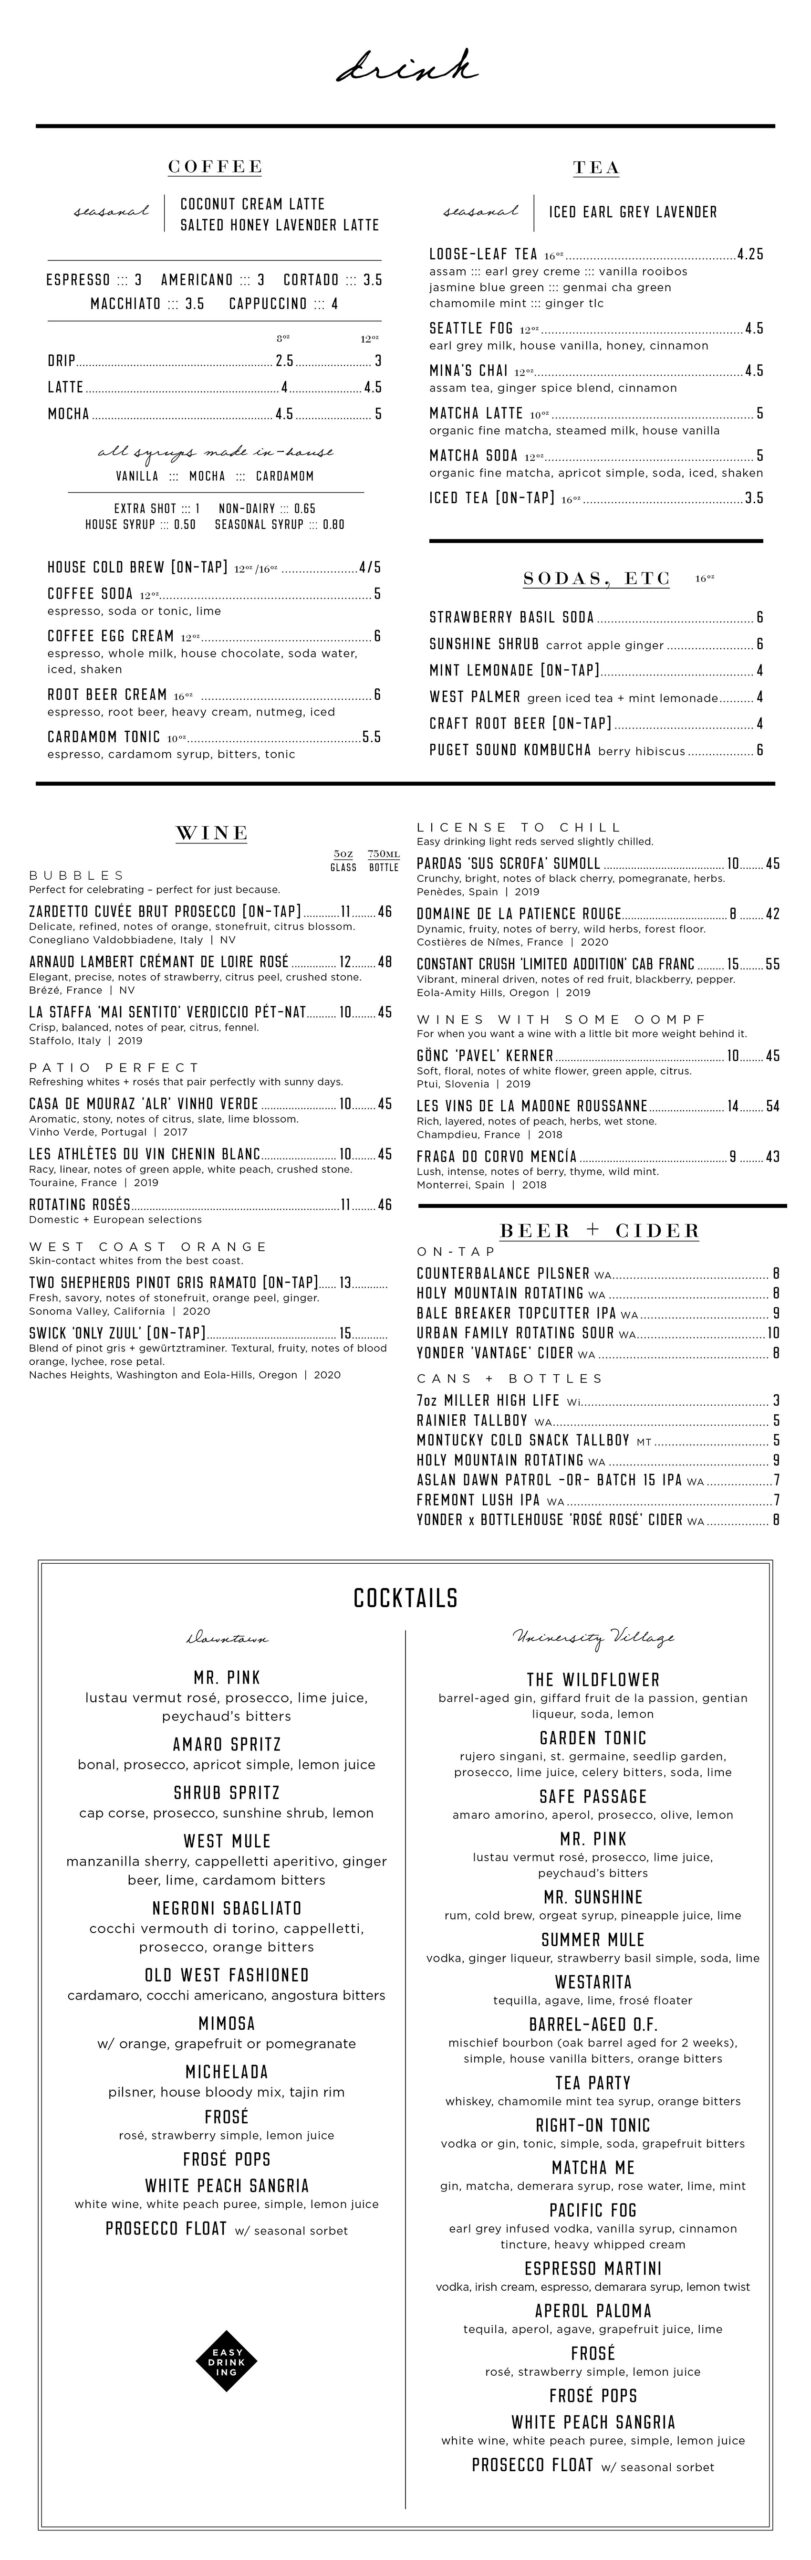 drink
COFFEE
seasonal
COCONUT CREAM LATTE
SALTED HONEY LAVENDER LATTE
ESPRESSO ::: 3 AMERICANO ::: 3 CORTADO ::: 3.5
MACCHIATO ::: 3.5 CAPPUCCINO ::: 4
8oz 12oz
DRIP 2.5 3
LATTE 4 4.5
MOCHA 4.5 5
all syrups made in-house
VANILLA ::: MOCHA ::: CARDAMOM
EXTRA SHOT ::: 1 NON-DAIRY ::: 0.65
HOUSE SYRUP ::: 0.50 SEASONAL SYRUP ::: 0.80
HOUSE COLD BREW [ON-TAP] 12oz/16oz 4/5
COFFEE SODA 12oz 5
espresso, soda or tonic, lime
COFFEE EGG CREAM 12oz 6
espresso, whole milk, house chocolate, soda water,
iced, shaken
ROOT BEER CREAM 16oz 6
espresso, root beer, heavy cream, nutmeg, iced
CARDAMOM TONIC 10oz 5.5
espresso, cardamom syrup, bitters, tonic
TEA
seasonal
ICED EARL GREY LAVENDER
LOOSE-LEAF TEA 16oz 4.25
assam ::: earl grey creme ::: vanilla rooibos
jasmine blue green ::: genmai cha green
chamomile mint ::: ginger tlc
SEATTLE FOG 12oz 4.5
earl grey milk, house vanilla, honey, cinnamon
MINA'S CHAI 12oz 4.5
assam tea, ginger spice blend, cinnamon
MATCHA LATTE 10oz 5
organic fine matcha, steamed milk, house vanilla
MATCHA SODA 12oz 5
organic fine matcha, apricot simple, soda, iced, shaken
ICED TEA [ON-TAP] 16oz 3.5
SODAS, ETC 16oz
STRAWBERRY BASIL SODA 6
SUNSHINE SHRUB carrot apple ginger 6
MINT LEMONADE [ON-TAP] 4
WEST PALMER green iced tea + mint lemonade 4
CRAFT ROOT BEER [ON-TAP] 4
PUGET SOUND KOMBUCHA berry hibiscus 6
WINE
5OZ 750ML
GLASS BOTTLE
BUBBLES
Perfect for celebrating – perfect for just because.
ZARDETTO CUVÉE BRUT PROSECCO [ON-TAP] 11 46
Delicate, refined, notes of orange, stonefruit, citrus blossom.
Conegliano Valdobbiadene, Italy | NV
ARNAUD LAMBERT CRÉMANT DE LOIRE ROSÉ 12 48
Elegant, precise, notes of strawberry, citrus peel, crushed stone.
Brézé, France | NV
LA STAFFA 'MAI SENTITO' VERDICCIO PÉT-NAT 10 45
Crisp, balanced, notes of pear, citrus, fennel.
Staffolo, Italy | 2019
PATIO PERFECT
Refreshing whites + rosés that pair perfectly with sunny days.
CASA DE MOURAZ 'ALR' VINHO VERDE 10 45
Aromatic, stony, notes of citrus, slate, lime blossom.
Vinho Verde, Portugal | 2017
LES ATHLÈTES DU VIN CHENIN BLANC 10 45
Racy, linear, notes of green apple, white peach, crushed stone.
Touraine, France | 2019
ROTATING ROSÉS 11 46
Domestic + European selections
WEST COAST ORANGE
Skin-contact whites from the best coast.
TWO SHEPHERDS PINOT GRIS RAMATO [ON-TAP] 13
Fresh, savory, notes of stonefruit, orange peel, ginger.
Sonoma Valley, California | 2020
SWICK 'ONLY ZUUL' [ON-TAP] 15
Blend of pinot gris + gewürtztraminer. Textural, fruity, notes of blood
orange, lychee, rose petal.
Naches Heights, Washington and Eola-Hills, Oregon | 2020
LICENSE TO CHILL
Easy drinking light reds served slightly chilled.
PARDAS 'SUS SCROFA' SUMOLL 10 45
Crunchy, bright, notes of black cherry, pomegranate, herbs.
Penèdes, Spain | 2019
DOMAINE DE LA PATIENCE ROUGE 8 42
Dynamic, fruity, notes of berry, wild herbs, forest floor.
Costières de Nîmes, France | 2020
CONSTANT CRUSH 'LIMITED ADDITION' CAB FRANC 15 55
Vibrant, mineral driven, notes of red fruit, blackberry, pepper.
Eola-Amity Hills, Oregon | 2019
WINES WITH SOME OOMPF
For when you want a wine with a little bit more weight behind it.
GÖNC 'PAVEL' KERNER 10 45
Soft, floral, notes of white flower, green apple, citrus.
Ptui, Slovenia | 2019
LES VINS DE LA MADONE ROUSSANNE 14 54
Rich, layered, notes of peach, herbs, wet stone.
Champdieu, France | 2018
FRAGA DO CORVO MENCÍA 9 43
Lush, intense, notes of berry, thyme, wild mint.
Monterrei, Spain | 2018
BEER + CIDER
ON-TAP
COUNTERBALANCE PILSNER WA 8
HOLY MOUNTAIN ROTATING WA 8
BALE BREAKER TOPCUTTER IPA WA 9
URBAN FAMILY ROTATING SOUR WA 10
YONDER 'VANTAGE' CIDER WA 8
CANS + BOTTLES
7oz MILLER HIGH LIFE Wi 3
RAINIER TALLBOY WA 5
MONTUCKY COLD SNACK TALLBOY MT 5
HOLY MOUNTAIN ROTATING WA 9
ASLAN DAWN PATROL -OR- BATCH 15 IPA WA 7
FREMONT LUSH IPA WA 7
YONDER x BOTTLEHOUSE 'ROSÉ ROSÉ' CIDER WA 8
COCKTAILS
Downtown
MR. PINK
lustau vermut rosé, prosecco, lime juice,
peychaud's bitters
AMARO SPRITZ
bonal, prosecco, apricot simple, lemon juice
SHRUB SPRITZ
cap corse, prosecco, sunshine shrub, lemon
WEST MULE
manzanilla sherry, cappelletti aperitivo, ginger
beer, lime, cardamom bitters
NEGRONI SBAGLIATO
cocchi vermouth di torino, cappelletti,
prosecco, orange bitters
OLD WEST FASHIONED
cardamaro, cocchi americano, angostura bitters
MIMOSA
w/ orange, grapefruit or pomegranate
MICHELADA
pilsner, house bloody mix, tajin rim
FROSÉ
rosé, strawberry simple, lemon juice
FROSÉ POPS
WHITE PEACH SANGRIA
white wine, white peach puree, simple, lemon juice
PROSECCO FLOAT w/ seasonal sorbet
EASY
DRINK
ING
University Village
THE WILDFLOWER
barrel-aged gin, giffard fruit de la passion, gentian
liqueur, soda, lemon
GARDEN TONIC
rujero singani, st. germaine, seedlip garden,
prosecco, lime juice, celery bitters, soda, lime
SAFE PASSAGE
amaro amorino, aperol, prosecco, olive, lemon
MR. PINK
lustau vermut rosé, prosecco, lime juice,
peychaud's bitters
MR. SUNSHINE
rum, cold brew, orgeat syrup, pineapple juice, lime
SUMMER MULE
vodka, ginger liqueur, strawberry basil simple, soda, lime
WESTARITA
tequilla, agave, lime, frosé floater
BARREL-AGED O.F.
mischief bourbon (oak barrel aged for 2 weeks),
simple, house vanilla bitters, orange bitters
TEA PARTY
whiskey, chamomile mint tea syrup, orange bitters
RIGHT-ON TONIC
vodka or gin, tonic, simple, soda, grapefruit bitters
MATCHA ME
gin, matcha, demerara syrup, rose water, lime, mint
PACIFIC FOG
earl grey infused vodka, vanilla syrup, cinnamon
tincture, heavy whipped cream
ESPRESSO MARTINI
vodka, irish cream, espresso, demarara syrup, lemon twist
APEROL PALOMA
tequila, aperol, agave, grapefruit juice, lime
FROSÉ
rosé, strawberry simple, lemon juice
FROSÉ POPS
WHITE PEACH SANGRIA
white wine, white peach puree, simple, lemon juice
PROSECCO FLOAT w/ seasonal sorbet